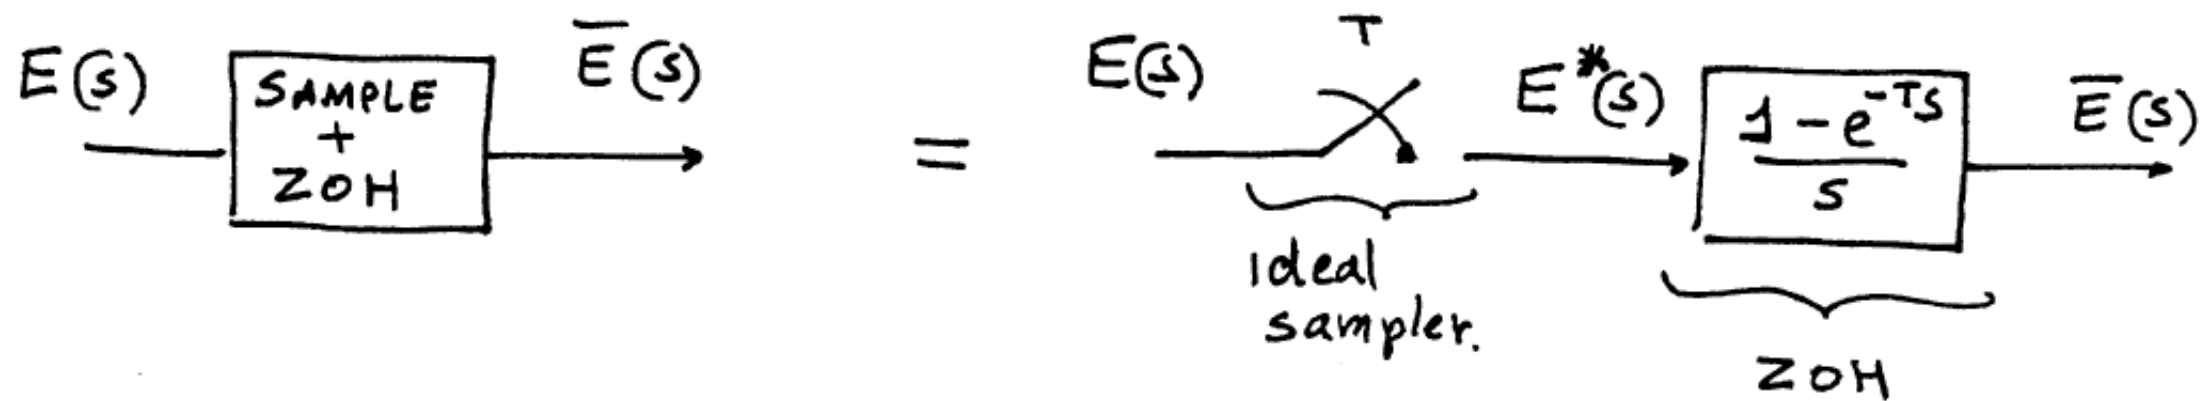 E(s)
SAMPLE
+
ZOH
E̅(s)
=
E(s)
T
ideal
sampler.
E*(s)
1 - e^-Ts
s
ZOH
E̅(s)